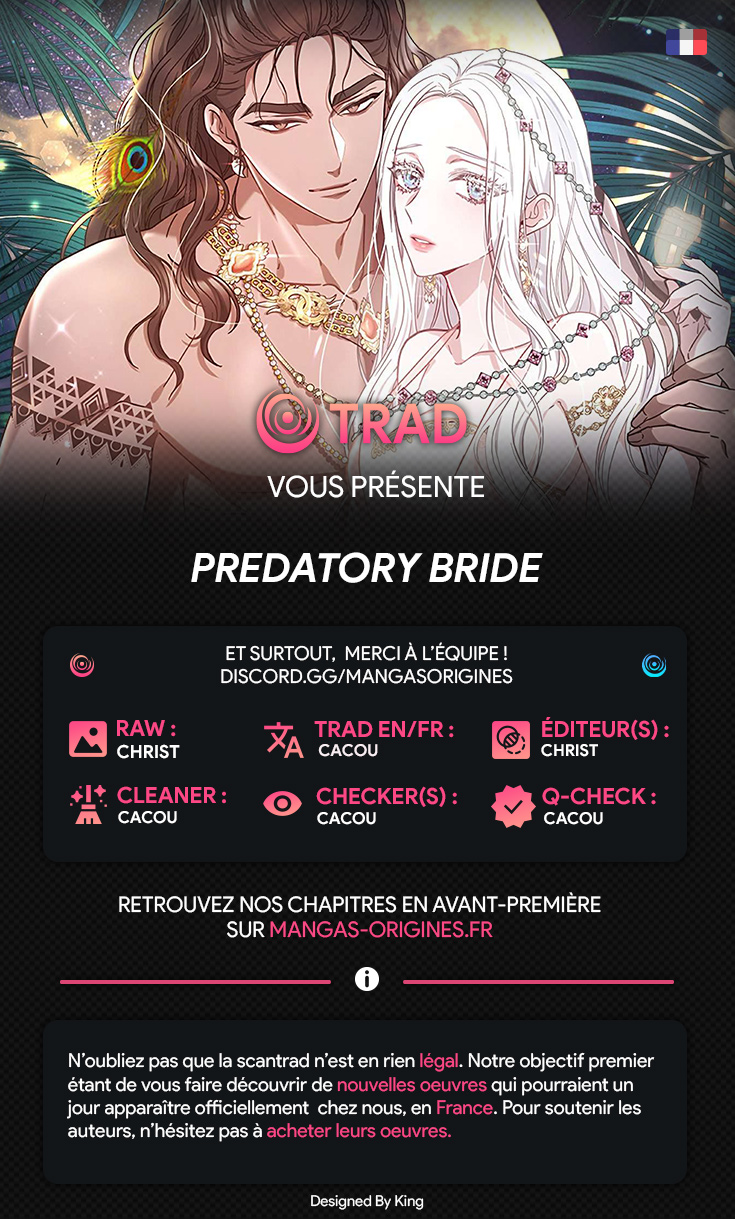 TRAD
VOUS PRÉSENTE
PREDATORY BRIDE
ET SURTOUT, MERCI À L'ÉQUIPE !
DISCORD.GG/MANGASORIGINES
RAW :
CHRIST
TRAD EN/FR :
CACOU
ÉDITEUR(S) :
CHRIST
CLEANER :
CACOU
CHECKER(S) :
CACOU
Q-CHECK :
CACOU
RETROUVEZ NOS CHAPITRES EN AVANT-PREMIÈRE
SUR MANGAS-ORIGINES.FR
N'oubliez pas que la scantrad n'est en rien légal. Notre objectif premier
étant de vous faire découvrir de nouvelles oeuvres qui pourraient un
jour apparaître officiellement chez nous, en France. Pour soutenir les
auteurs, n'hésitez pas à acheter leurs oeuvres.
Designed By King